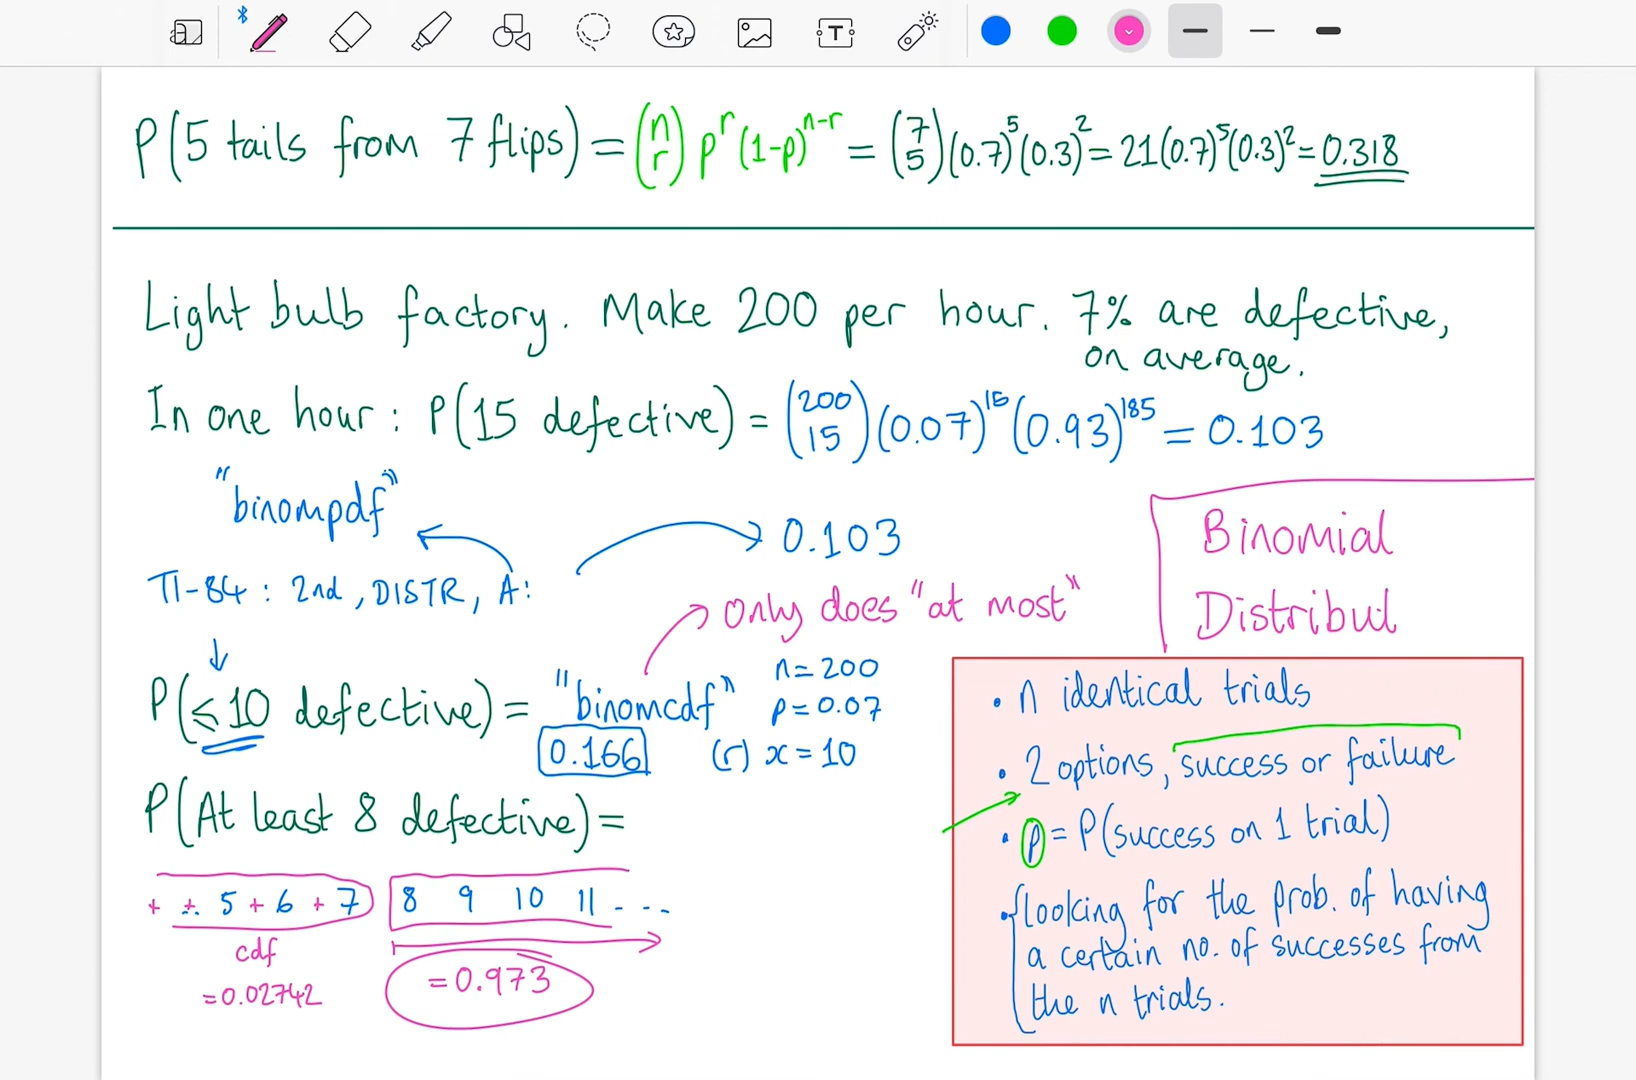 P(5 tails from 7 flips) = (n r) p^r (1-p)^(n-r) = (7 5)(0.7)^5(0.3)^2 = 21(0.7)^5(0.3)^2 = 0.318
Light bulb factory. Make 200 per hour. 7% are defective,
on average.
In one hour : P(15 defective) = (200 15)(0.07)^15(0.93)^185 = 0.103
"binompdf"
0.103
TI-84 : 2nd, DISTR, A:
Only does "at most"
Binomial
Distribut
P(≤10 defective) = "binomcdf"
0.166
n = 200
p = 0.07
(r) x = 10
P(At least 8 defective) =
+ ... 5 + 6 + 7 8 9 10 11 ...
cdf
= 0.02742
= 0.973
• n identical trials
• 2 options, success or failure
• p = P(success on 1 trial)
• looking for the prob. of having
a certain no. of successes from
the n trials.